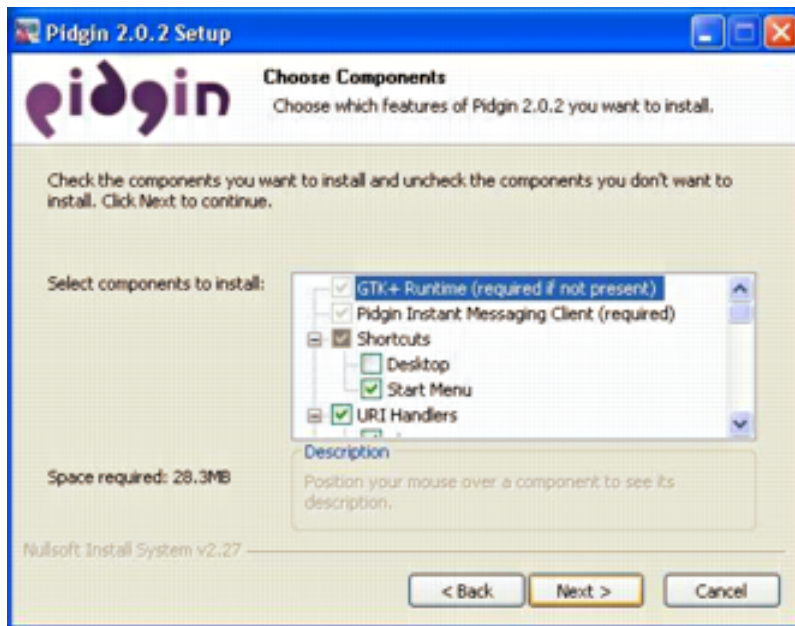 Pidgin 2.0.2 Setup
pidgin
Choose Components
Choose which features of Pidgin 2.0.2 you want to install.
Check the components you want to install and uncheck the components you don't want to
install. Click Next to continue.
Select components to install:
GTK+ Runtime (required if not present)
Pidgin Instant Messaging Client (required)
Shortcuts
Desktop
Start Menu
URI Handlers
Description
Space required: 28.3MB
Position your mouse over a component to see its
description.
Nullsoft Install System v2.27
< Back
Next >
Cancel